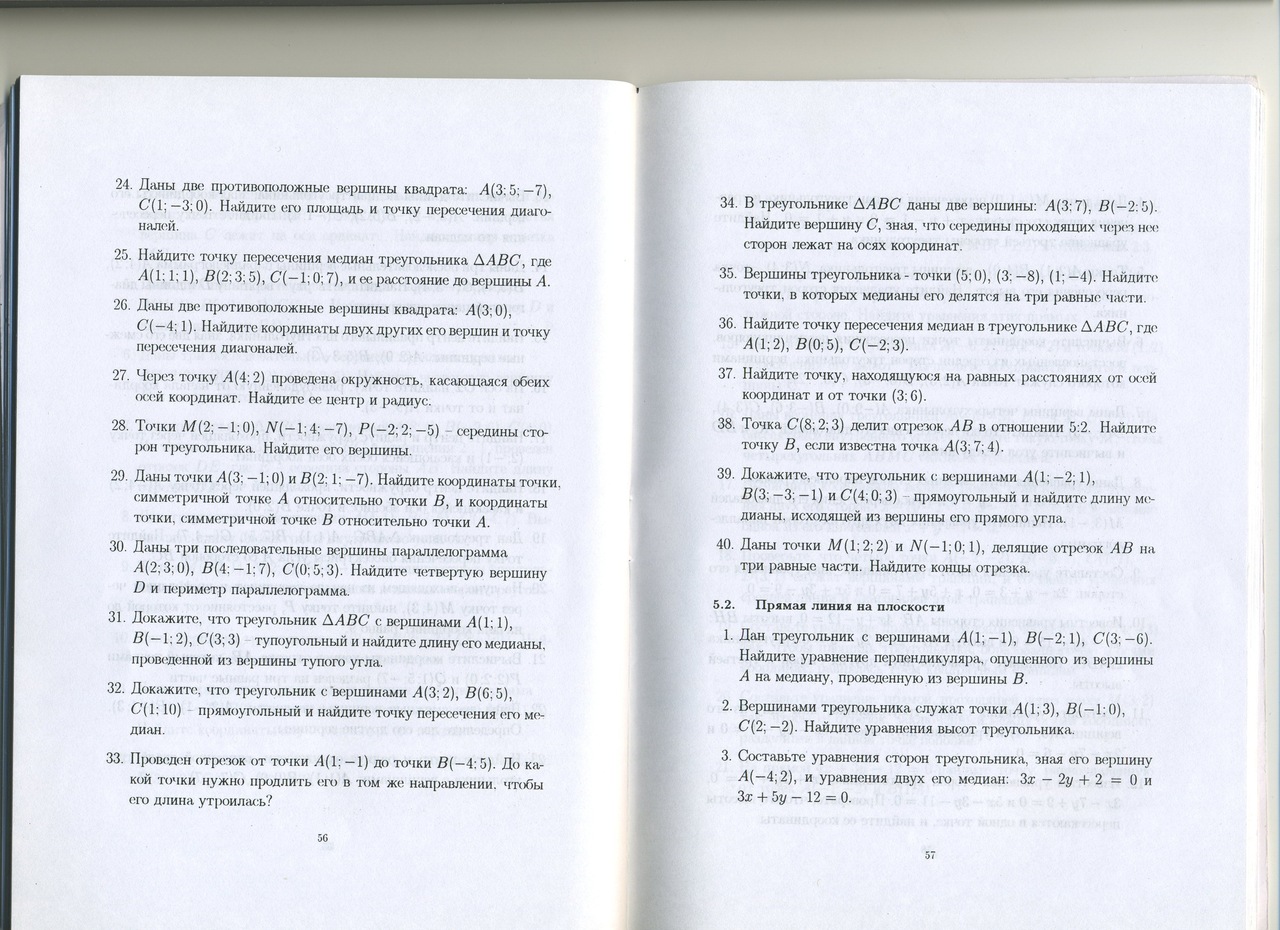 24. Даны две противоположные вершины квадрата: A(3; 5; −7),
C(1; −3; 0). Найдите его площадь и точку пересечения диаго-
налей.
25. Найдите точку пересечения медиан треугольника ΔABC, где
A(1; 1; 1), B(2; 3; 5), C(−1; 0; 7), и ее расстояние до вершины A.
26. Даны две противоположные вершины квадрата: A(3; 0),
C(−4; 1). Найдите координаты двух других его вершин и точку
пересечения диагоналей.
27. Через точку A(4; 2) проведена окружность, касающаяся обеих
осей координат. Найдите ее центр и радиус.
28. Точки M(2; −1; 0), N(−1; 4; −7), P(−2; 2; −5) – середины сто-
рон треугольника. Найдите его вершины.
29. Даны точки A(3; −1; 0) и B(2; 1; −7). Найдите координаты точки,
симметричной точке A относительно точки B, и координаты
точки, симметричной точке B относительно точки A.
30. Даны три последовательные вершины параллелограмма
A(2; 3; 0), B(4; −1; 7), C(0; 5; 3). Найдите четвертую вершину
D и периметр параллелограмма.
31. Докажите, что треугольник ΔABC с вершинами A(1; 1),
B(−1; 2), C(3; 3) – тупоугольный и найдите длину его медианы,
проведенной из вершины тупого угла.
32. Докажите, что треугольник с вершинами A(3; 2), B(6; 5),
C(1; 10) - прямоугольный и найдите точку пересечения его ме-
диан.
33. Проведен отрезок от точки A(1; −1) до точки B(−4; 5). До ка-
кой точки нужно продлить его в том же направлении, чтобы
его длина утроилась?
56
34. В треугольнике ΔABC даны две вершины: A(3; 7), B(−2; 5).
Найдите вершину C, зная, что середины проходящих через нее
сторон лежат на осях координат.
35. Вершины треугольника - точки (5; 0), (3; −8), (1; −4). Найдите
точки, в которых медианы его делятся на три равные части.
36. Найдите точку пересечения медиан в треугольнике ΔABC, где
A(1; 2), B(0; 5), C(−2; 3).
37. Найдите точку, находящуюся на равных расстояниях от осей
координат и от точки (3; 6).
38. Точка C(8; 2; 3) делит отрезок AB в отношении 5:2. Найдите
точку B, если известна точка A(3; 7; 4).
39. Докажите, что треугольник с вершинами A(1; −2; 1),
B(3; −3; −1) и C(4; 0; 3) – прямоугольный и найдите длину ме-
дианы, исходящей из вершины его прямого угла.
40. Даны точки M(1; 2; 2) и N(−1; 0; 1), делящие отрезок AB на
три равные части. Найдите концы отрезка.
5.2. Прямая линия на плоскости
1. Дан треугольник с вершинами A(1; −1), B(−2; 1), C(3; −6).
Найдите уравнение перпендикуляра, опущенного из вершины
A на медиану, проведенную из вершины B.
2. Вершинами треугольника служат точки A(1; 3), B(−1; 0),
C(2; −2). Найдите уравнения высот треугольника.
3. Составьте уравнения сторон треугольника, зная его вершину
A(−4; 2), и уравнения двух его медиан: 3x − 2y + 2 = 0 и
3x + 5y − 12 = 0.
57